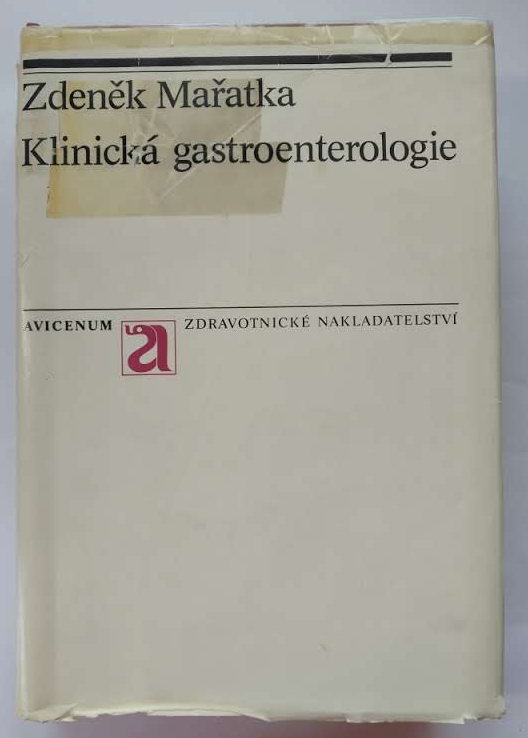 Zdeněk Mařatka
Klinická gastroenterologie
AVICENUM a ZDRAVOTNICKÉ NAKLADATELSTVÍ